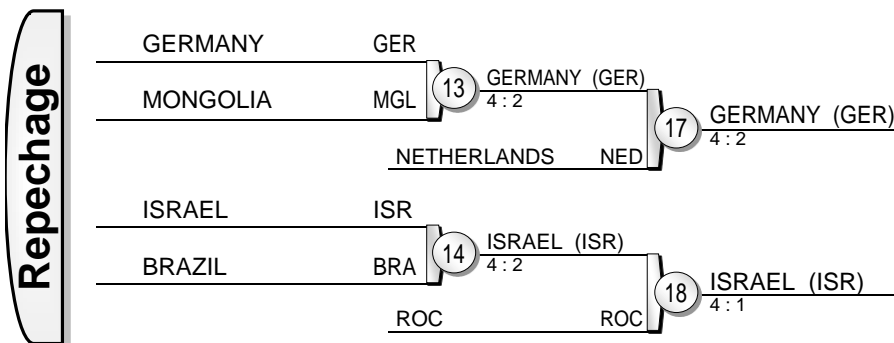 Repechage
GERMANY GER
MONGOLIA MGL
13
GERMANY (GER)
4 : 2
NETHERLANDS NED
17
GERMANY (GER)
4 : 2
ISRAEL ISR
BRAZIL BRA
14
ISRAEL (ISR)
4 : 2
ROC ROC
18
ISRAEL (ISR)
4 : 1